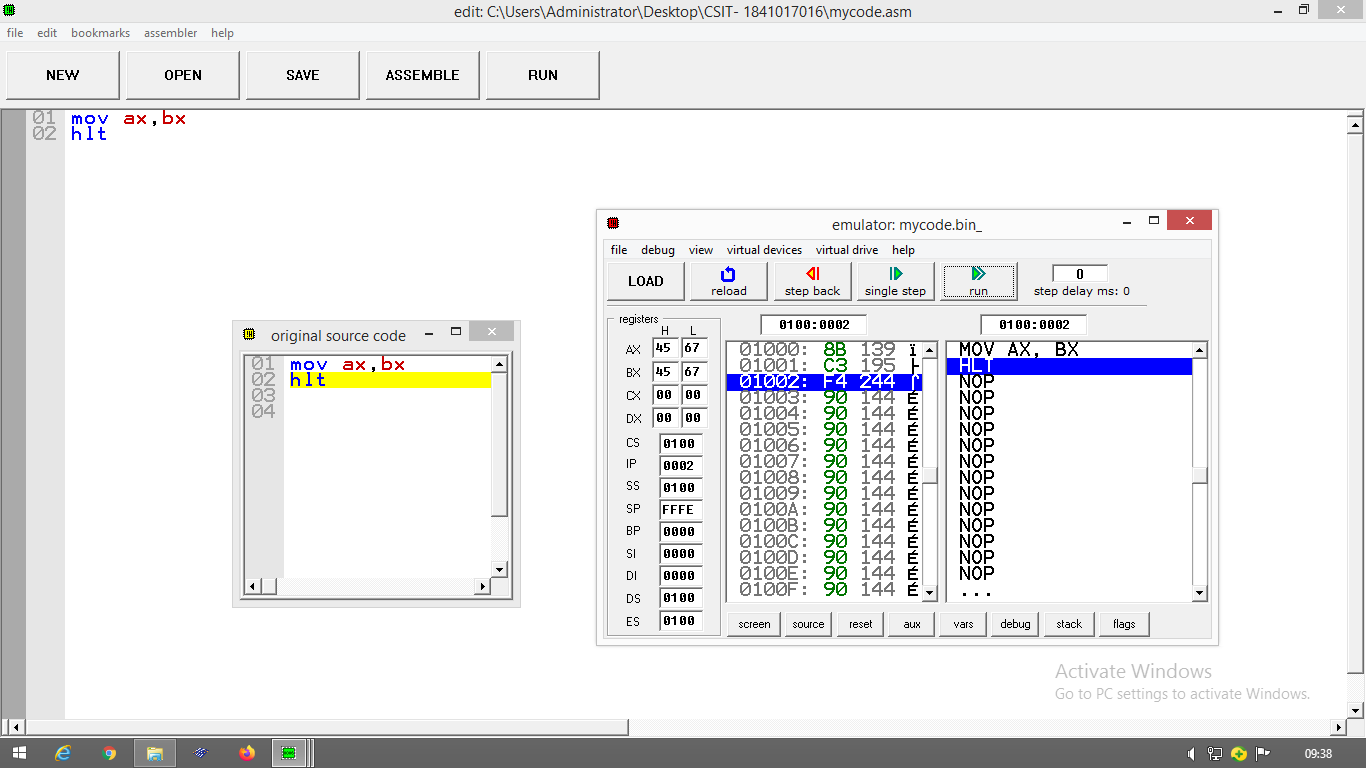 edit: C:\Users\Administrator\Desktop\CSIT- 1841017016\mycode.asm
file edit bookmarks assembler help
NEW OPEN SAVE ASSEMBLE RUN
01 mov ax,bx
02 hlt
original source code
01 mov ax,bx
02 hlt
03
04
emulator: mycode.bin_
file debug view virtual devices virtual drive help
LOAD reload step back single step run 0
step delay ms: 0
registers
H L
AX 45 67
BX 45 67
CX 00 00
DX 00 00
CS 0100
IP 0002
SS 0100
SP FFFE
BP 0000
SI 0000
DI 0000
DS 0100
ES 0100
0100:0002
01000: 8B 139 ï
01001: C3 195 ├
01002: F4 244 ⌠
01003: 90 144 É
01004: 90 144 É
01005: 90 144 É
01006: 90 144 É
01007: 90 144 É
01008: 90 144 É
01009: 90 144 É
0100A: 90 144 É
0100B: 90 144 É
0100C: 90 144 É
0100D: 90 144 É
0100E: 90 144 É
0100F: 90 144 É
0100:0002
MOV AX, BX
HLT
NOP
NOP
NOP
NOP
NOP
NOP
NOP
NOP
NOP
NOP
NOP
NOP
NOP
...
screen source reset aux vars debug stack flags
Activate Windows
Go to PC settings to activate Windows.
09:38